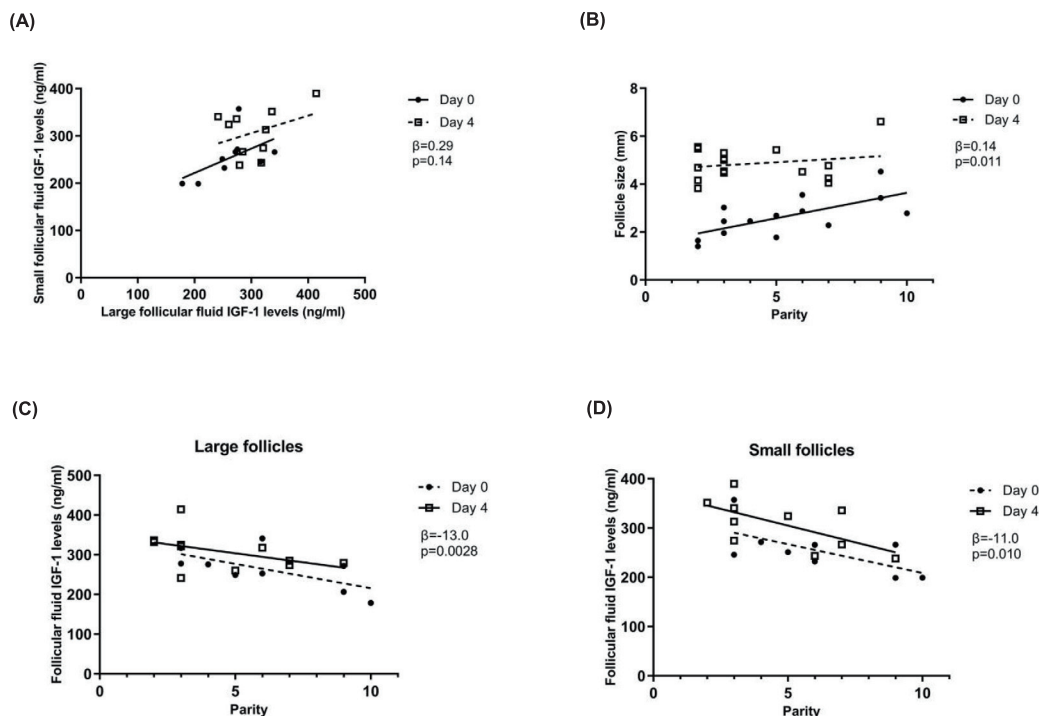 (A)
Small follicular fluid IGF-1 levels (ng/ml)
400
300
200
100
0
0 100 200 300 400 500
Large follicular fluid IGF-1 levels (ng/ml)
Day 0
Day 4
β=0.29
p=0.14
(B)
Follicle size (mm)
8
6
4
2
0
0 5 10
Parity
Day 0
Day 4
β=0.14
p=0.011
(C)
Large follicles
Follicular fluid IGF-1 levels (ng/ml)
500
400
300
200
100
0
0 5 10
Parity
Day 0
Day 4
β=-13.0
p=0.0028
(D)
Small follicles
Follicular fluid IGF-1 levels (ng/ml)
400
300
200
100
0
0 5 10
Parity
Day 0
Day 4
β=-11.0
p=0.010